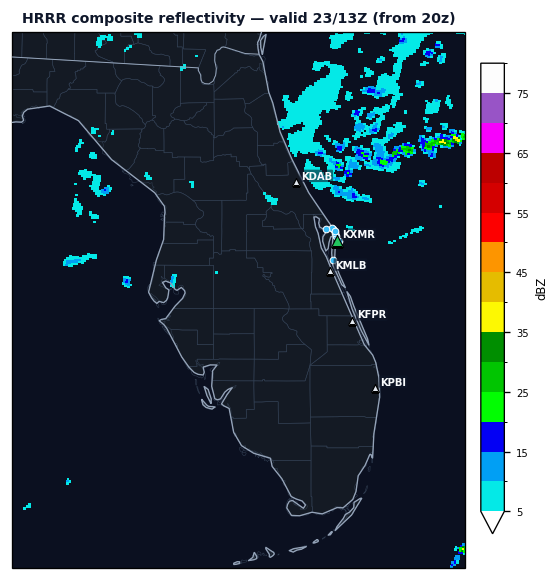 HRRR composite reflectivity — valid 23/13Z (from 20z)
KDAB
KXMR
KMLB
KFPR
KPBI
75
65
55
45
35
25
15
5
dBZ